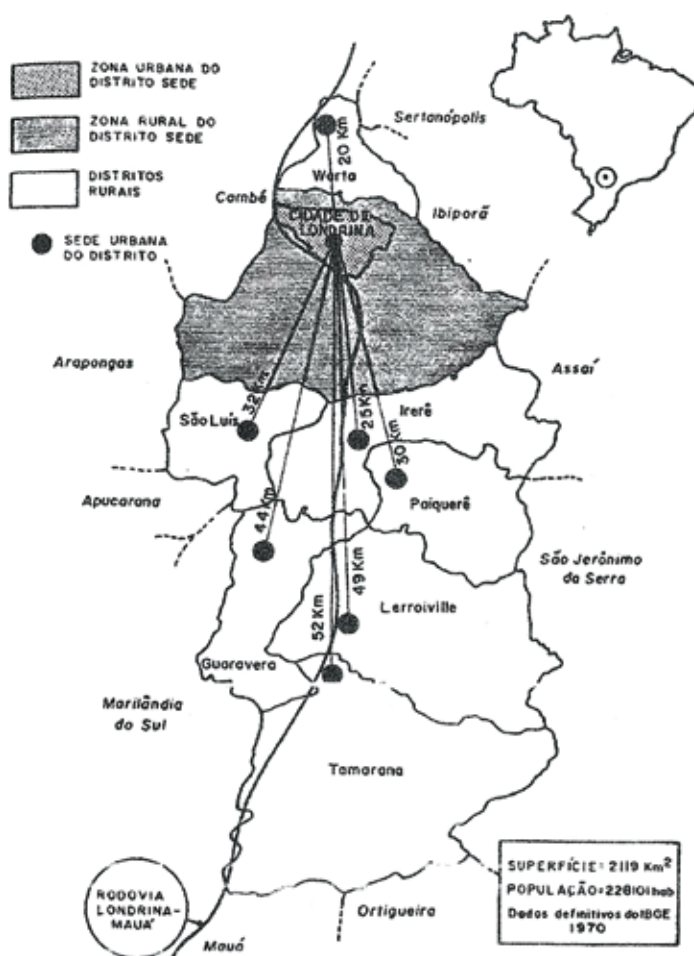 ZONA URBANA DO
DISTRITO SEDE
ZONA RURAL DO
DISTRITO SEDE
DISTRITOS
RURAIS
SEDE URBANA
DO DISTRITO
Sertanópolis
20 Km
Warta
Cambé
Ibiporã
CIDADE DE
LONDRINA
Arapongas
Assaí
32 Km
São Luís
25 Km
Irerê
30 Km
Paiquerê
Apucarana
44 Km
49 Km
São Jerônimo
da Serra
Lerroiville
52 Km
Guaravera
Marilândia
do Sul
Tamarana
SUPERFÍCIE= 2119 Km²
POPULAÇÃO=228101 hab
Dados definitivos do IBGE
1970
RODOVIA
LONDRINA-
MAUÁ
Ortigueira
Mauá